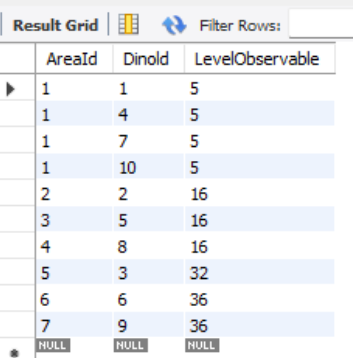 Result Grid Filter Rows:
AreaId DinoId LevelObservable
1 1 5
1 4 5
1 7 5
1 10 5
2 2 16
3 5 16
4 8 16
5 3 32
6 6 36
7 9 36
NULL NULL NULL